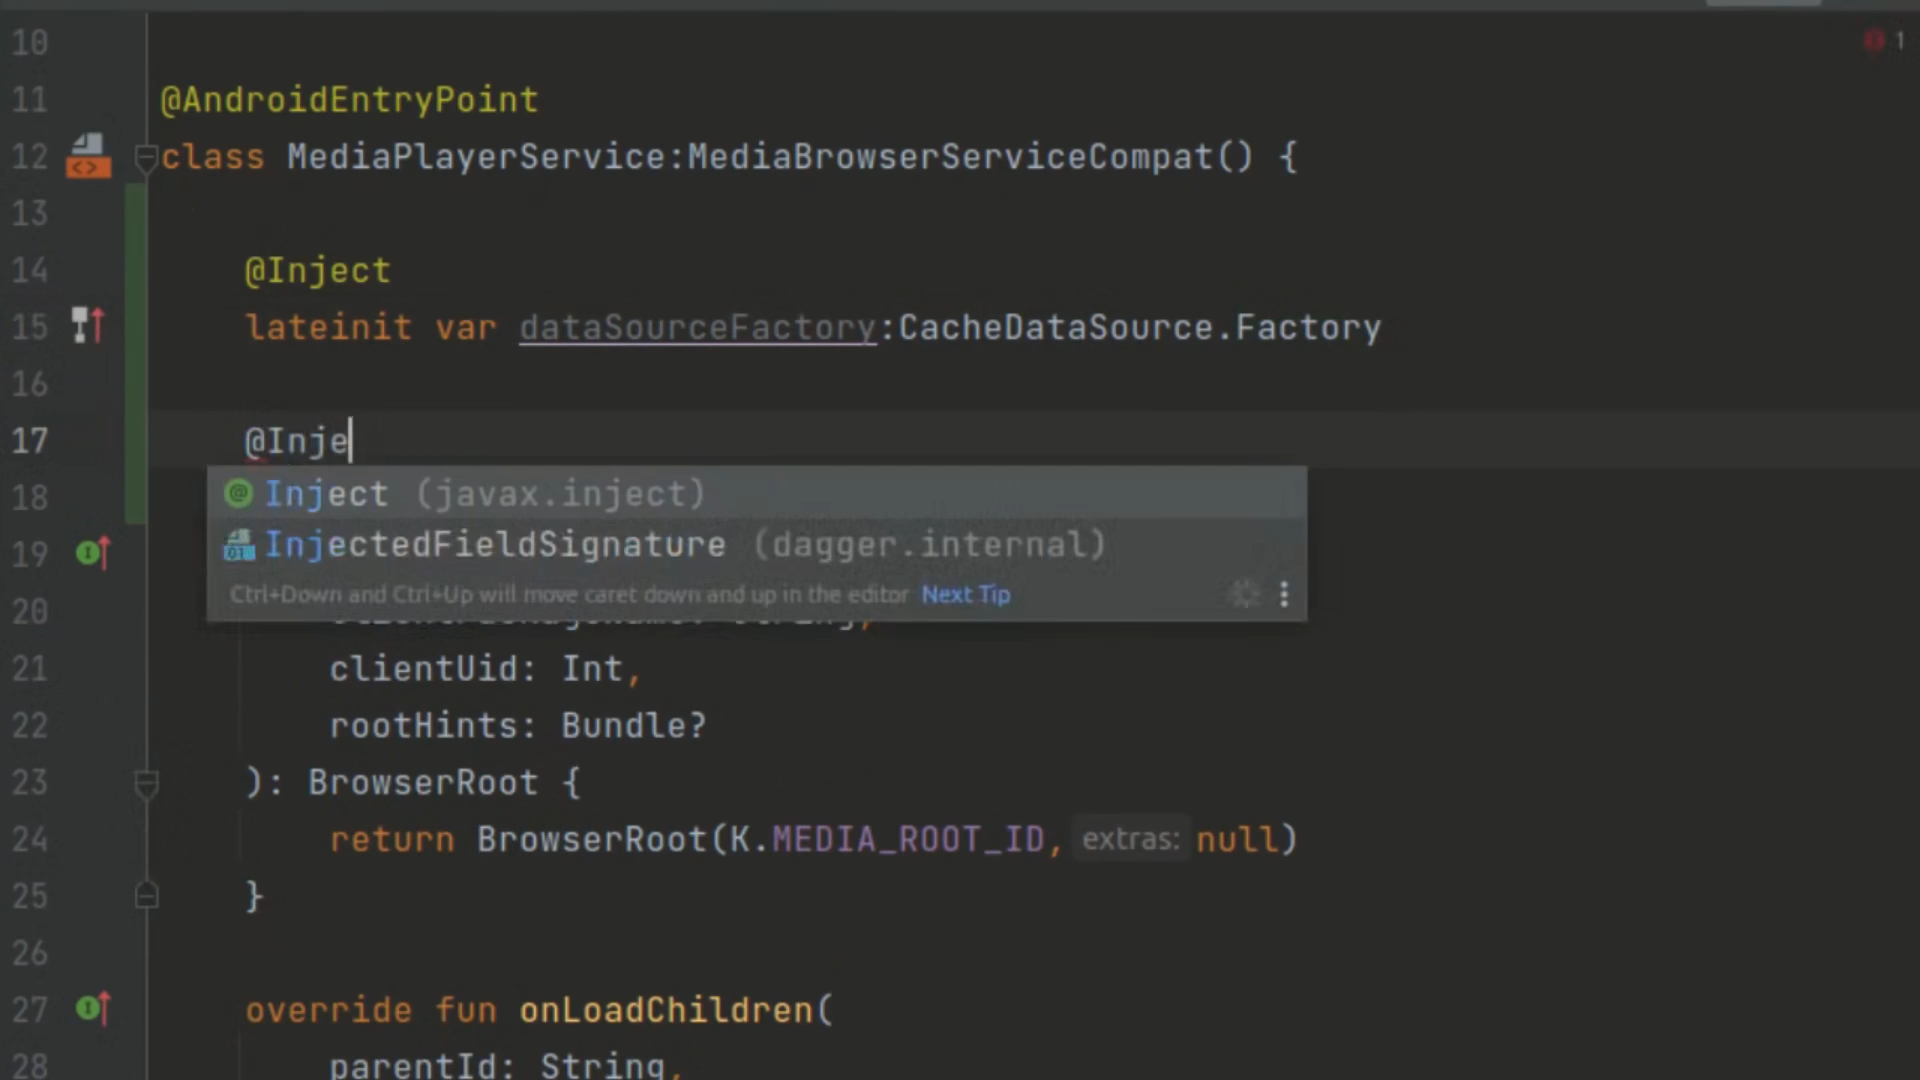 10
1
11 @AndroidEntryPoint
12 class MediaPlayerService:MediaBrowserServiceCompat() {
13
14 @Inject
15 lateinit var dataSourceFactory:CacheDataSource.Factory
16
17 @Inje
18 Inject (javax.inject)
19 InjectedFieldSignature (dagger.internal)
Ctrl+Down and Ctrl+Up will move caret down and up in the editor Next Tip
20
21 clientUid: Int,
22 rootHints: Bundle?
23 ): BrowserRoot {
24 return BrowserRoot(K.MEDIA_ROOT_ID, extras: null)
25 }
26
27 override fun onLoadChildren(
28 parentId: String,